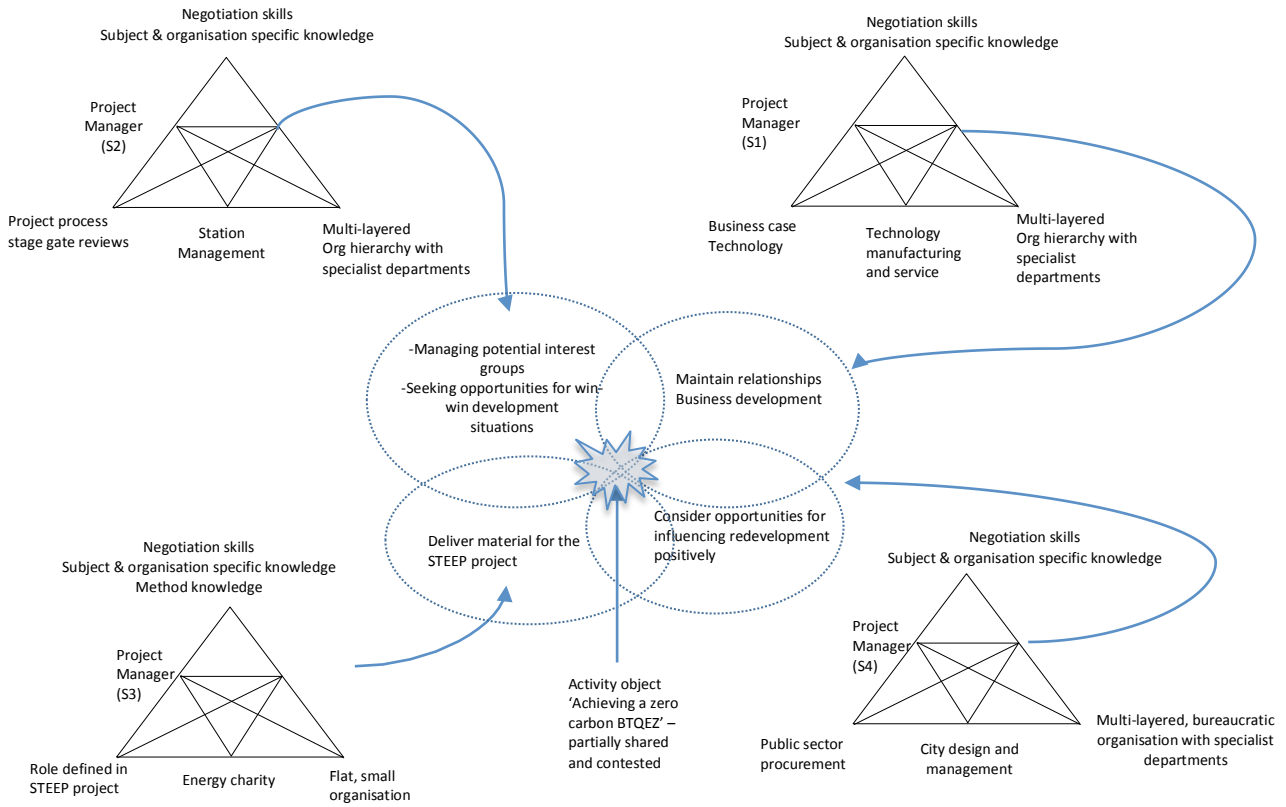 Negotiation skills
Subject & organisation specific knowledge
Project
Manager
(S2)
Project process
stage gate reviews
Station
Management
Multi-layered
Org hierarchy with
specialist departments
Negotiation skills
Subject & organisation specific knowledge
Project
Manager
(S1)
Business case
Technology
Technology
manufacturing
and service
Multi-layered
Org hierarchy with
specialist
departments
-Managing potential interest
groups
-Seeking opportunities for win-
win development
situations
Maintain relationships
Business development
Deliver material for the
STEEP project
Consider opportunities for
influencing redevelopment
positively
Negotiation skills
Subject & organisation specific knowledge
Method knowledge
Project
Manager
(S3)
Role defined in
STEEP project
Energy charity
Flat, small
organisation
Activity object
‘Achieving a zero
carbon BTQEZ’ –
partially shared
and contested
Negotiation skills
Subject & organisation specific knowledge
Project
Manager
(S4)
Public sector
procurement
City design and
management
Multi-layered, bureaucratic
organisation with specialist
departments